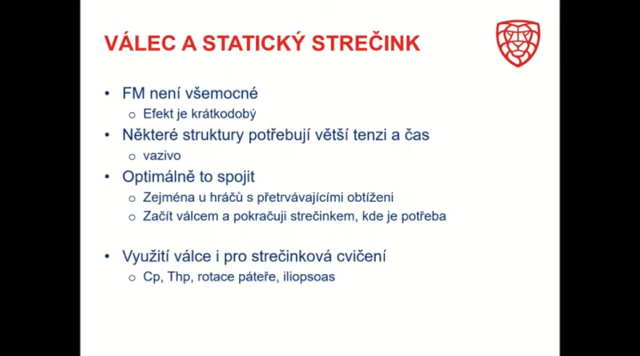 VÁLEC A STATICKÝ STREČINK
• FM není všemocné
o Efekt je krátkodobý
• Některé struktury potřebují větší tenzi a čas
o vazivo
• Optimálně to spojit
o Zejména u hráčů s přetrvávajícími obtížemi
o Začít válcem a pokračuji strečinkem, kde je potřeba
• Využití válce i pro strečinková cvičení
o Cp, Thp, rotace páteře, iliopsoas